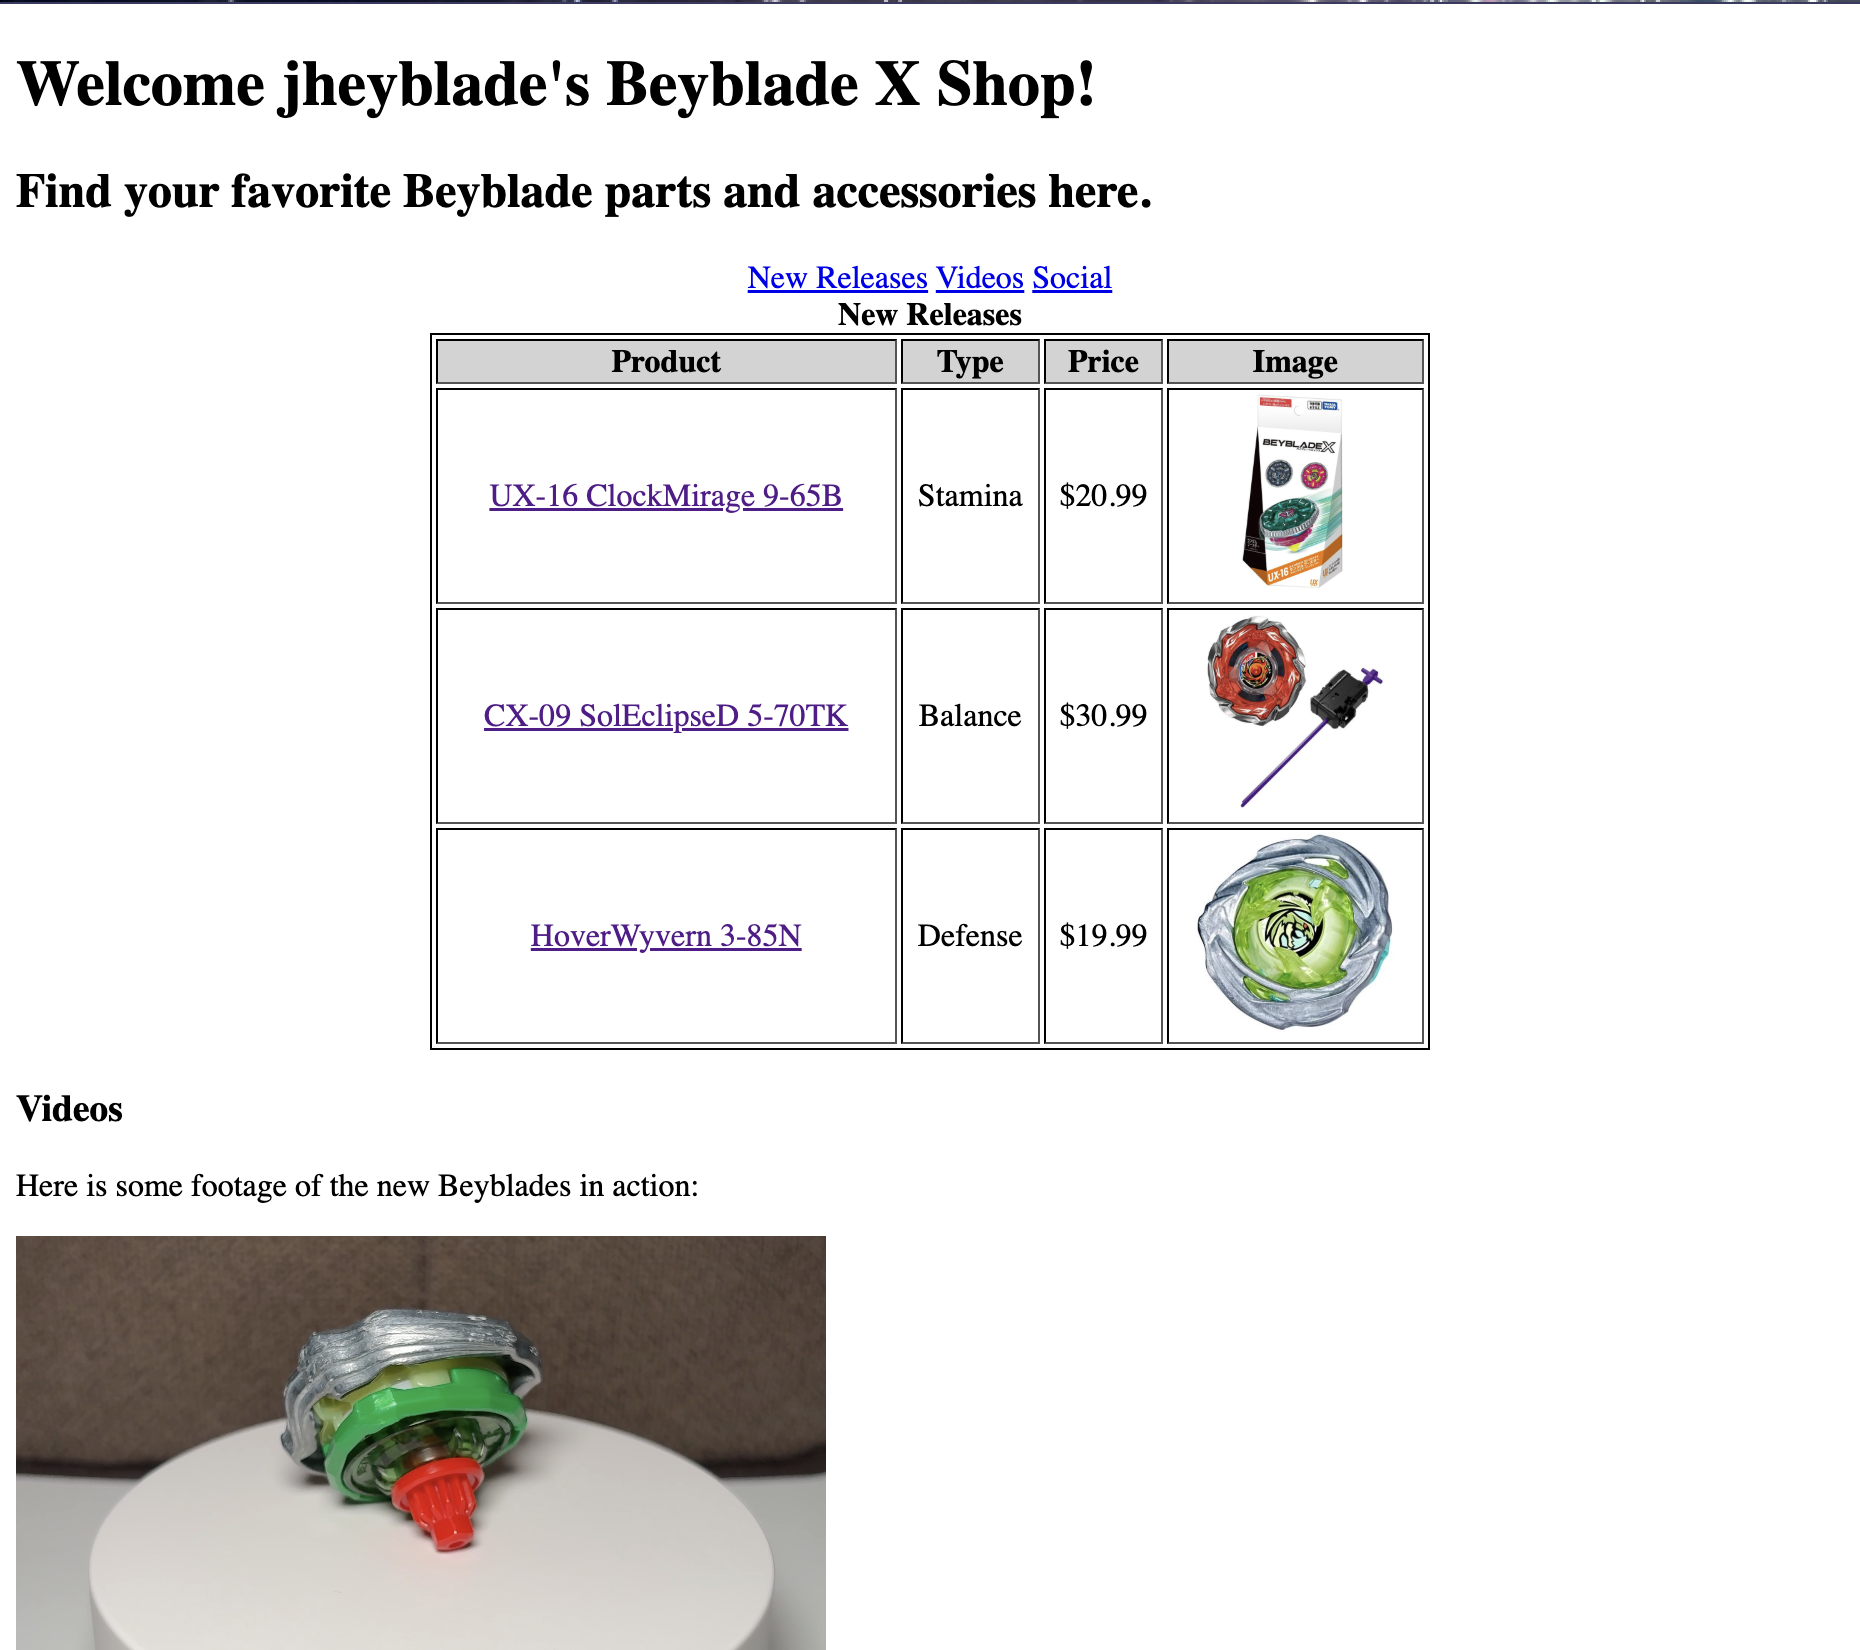 Welcome jheyblade's Beyblade X Shop!
Find your favorite Beyblade parts and accessories here.
New Releases Videos Social
New Releases
Product Type Price Image
UX-16 ClockMirage 9-65B Stamina $20.99
BEYBLADE X
UX-16
CX-09 SolEclipseD 5-70TK Balance $30.99
HoverWyvern 3-85N Defense $19.99
Videos
Here is some footage of the new Beyblades in action: